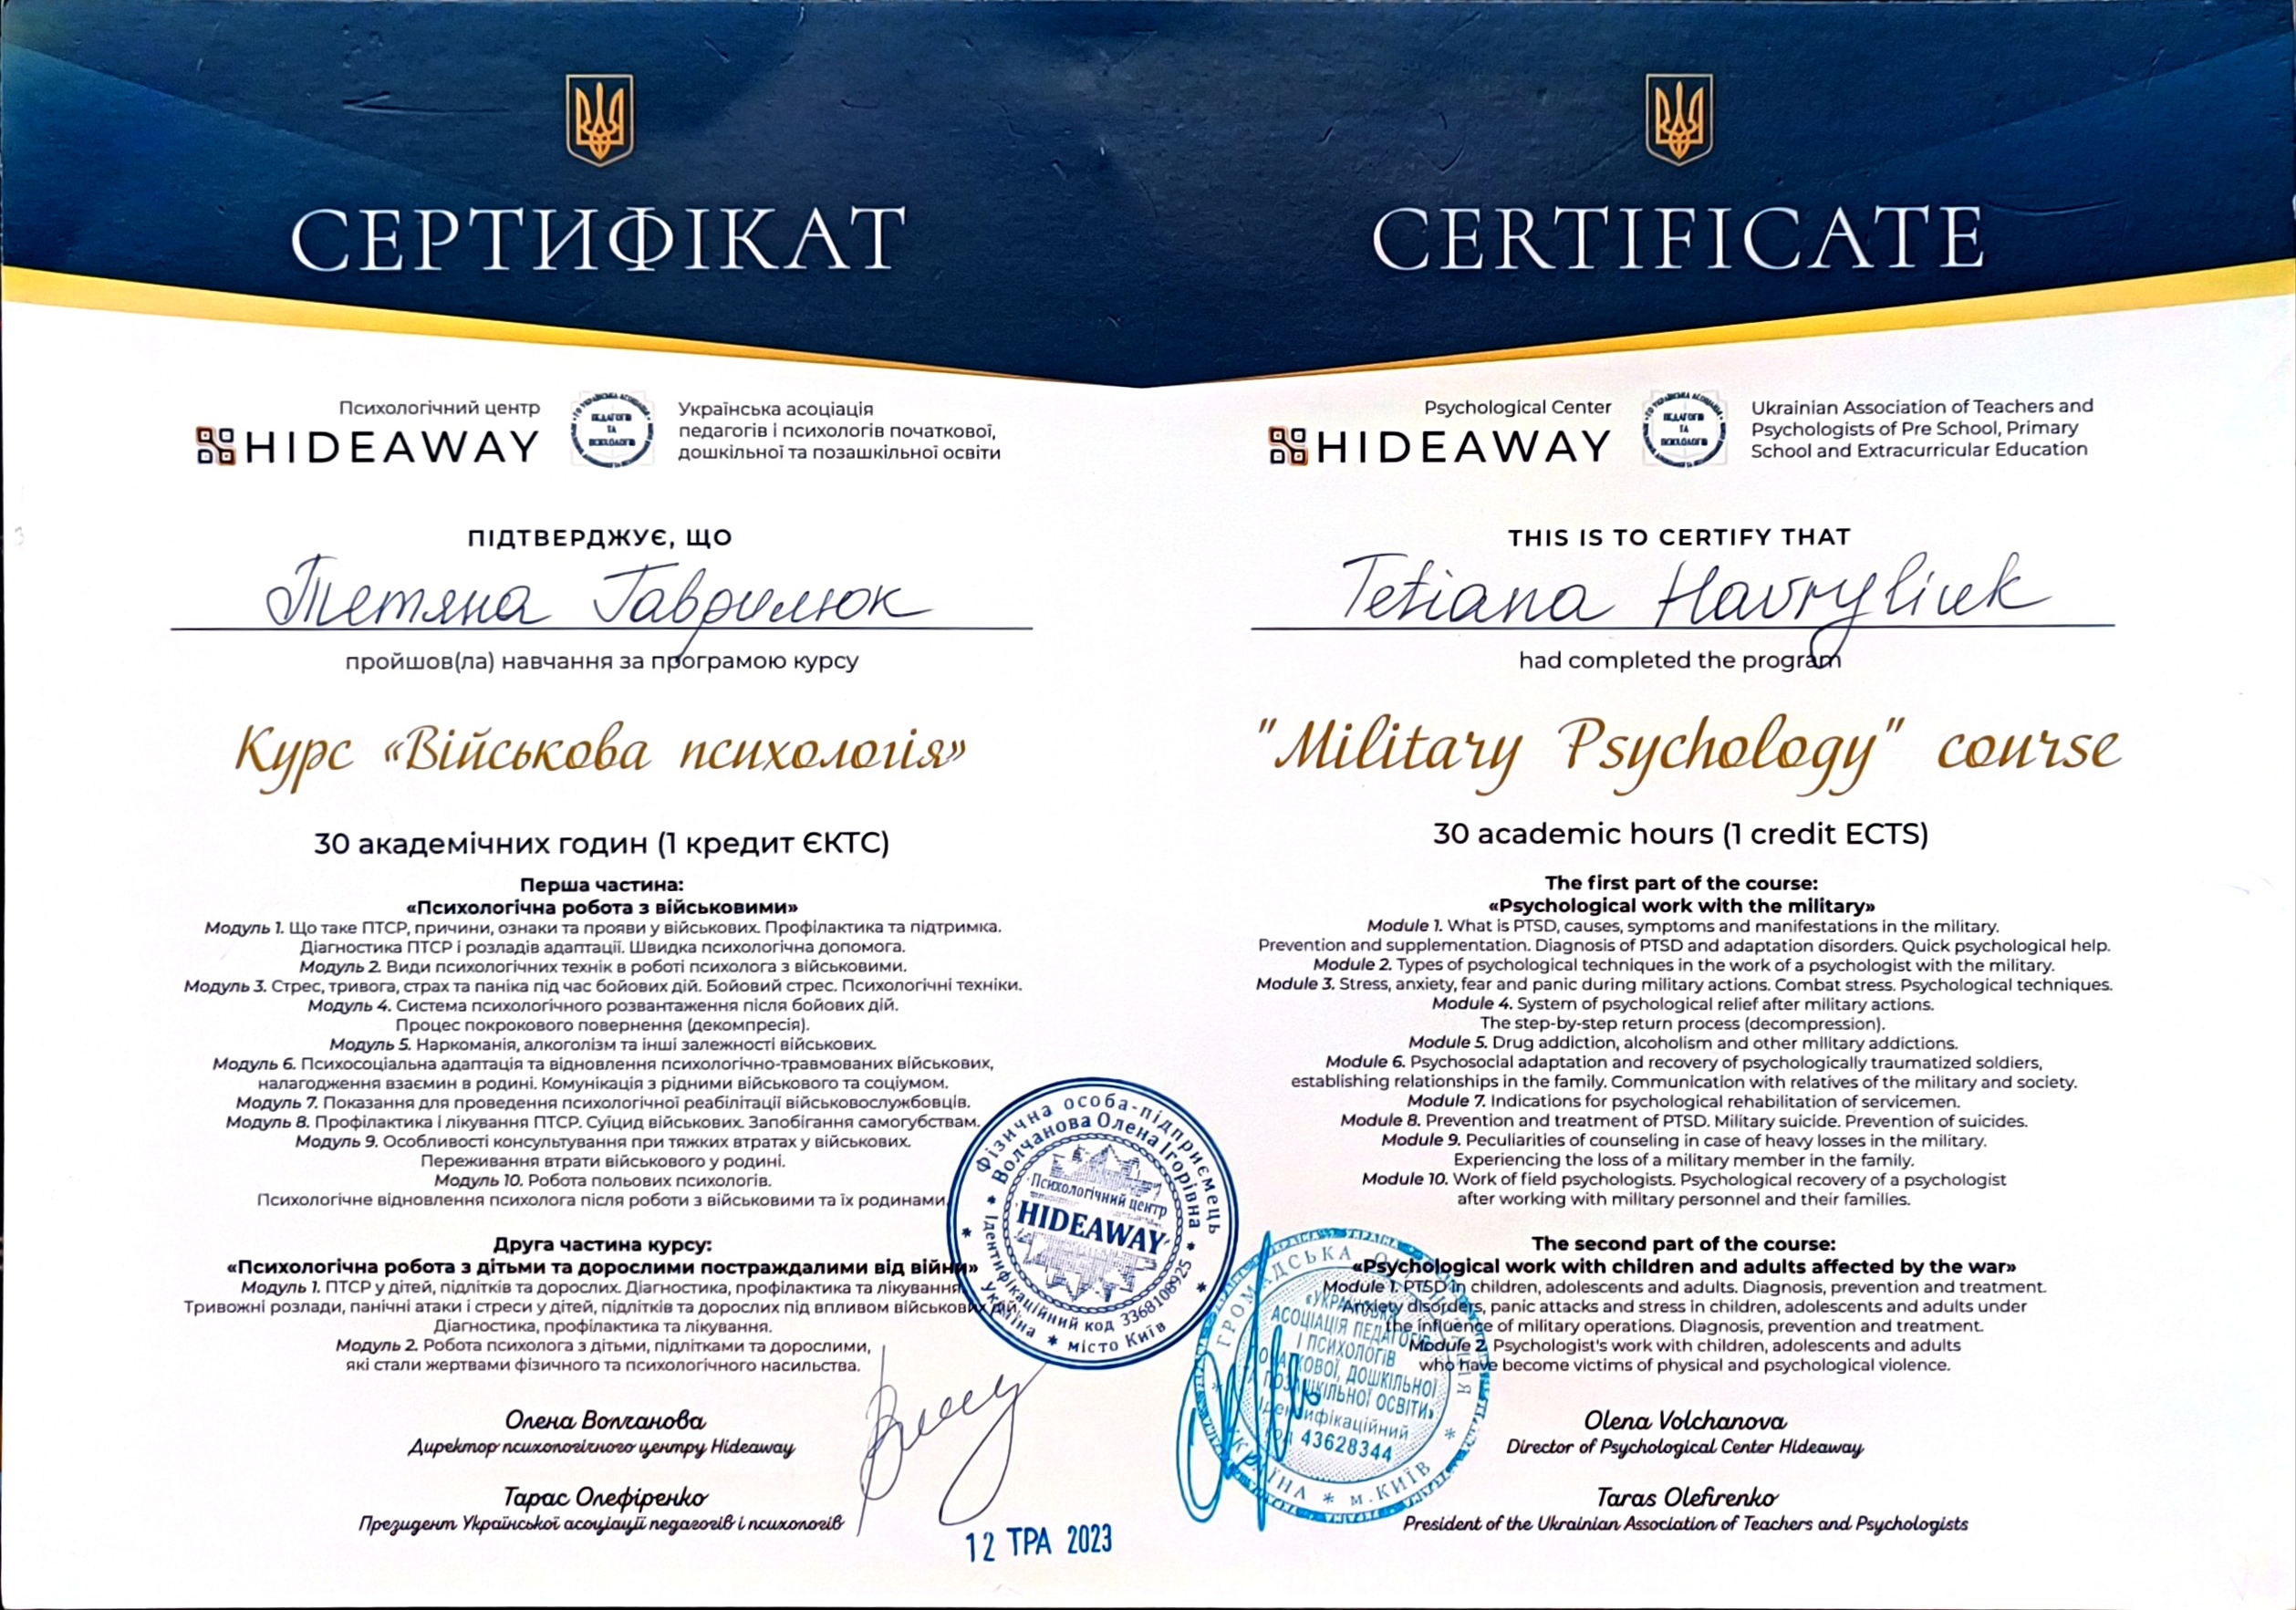 СЕРТИФІКАТ
Психологічний центр
HIDEAWAY
Українська асоціація
педагогів і психологів початкової,
дошкільної та позашкільної освіти
ПІДТВЕРДЖУЄ, ЩО
Тетяна Гаврилюк
пройшов(ла) навчання за програмою курсу
Курс «Військова психологія»
30 академічних годин (1 кредит ЄКТС)
Перша частина:
«Психологічна робота з військовими»
Модуль 1. Що таке ПТСР, причини, ознаки та прояви у військових. Профілактика та підтримка.
Діагностика ПТСР і розладів адаптації. Швидка психологічна допомога.
Модуль 2. Види психологічних технік в роботі психолога з військовими.
Модуль 3. Стрес, тривога, страх та паніка під час бойових дій. Бойовий стрес. Психологічні техніки.
Модуль 4. Система психологічного розвантаження після бойових дій.
Процес покрокового повернення (декомпресія).
Модуль 5. Наркоманія, алкоголізм та інші залежності військових.
Модуль 6. Психосоціальна адаптація та відновлення психологічно-травмованих військових,
налагодження взаємин в родині. Комунікація з рідними військового та соціумом.
Модуль 7. Показання для проведення психологічної реабілітації військовослужбовців.
Модуль 8. Профілактика і лікування ПТСР. Суїцид військових. Запобігання самогубствам.
Модуль 9. Особливості консультування при тяжких втратах у військових.
Переживання втрати військового у родині.
Модуль 10. Робота польових психологів.
Психологічне відновлення психолога після роботи з військовими та їх родинами.
Друга частина курсу:
«Психологічна робота з дітьми та дорослими постраждалими від війни»
Модуль 1. ПТСР у дітей, підлітків та дорослих. Діагностика, профілактика та лікування.
Тривожні розлади, панічні атаки і стреси у дітей, підлітків та дорослих під впливом військових дій.
Діагностика, профілактика та лікування.
Модуль 2. Робота психолога з дітьми, підлітками та дорослими,
які стали жертвами фізичного та психологічного насильства.
Олена Волчанова
Директор психологічного центру Hideaway
Тарас Олефіренко
Президент Української асоціації педагогів і психологів
12 ТРА 2023
Фізична особа-підприємець
Волчанова Олена Ігорівна
Психологічний центр
HIDEAWAY
Ідентифікаційний код 3368108925
Україна * місто Київ
CERTIFICATE
Psychological Center
HIDEAWAY
Ukrainian Association of Teachers and
Psychologists of Pre School, Primary
School and Extracurricular Education
THIS IS TO CERTIFY THAT
Tetiana Havryliuk
had completed the program
"Military Psychology" course
30 academic hours (1 credit ECTS)
The first part of the course:
«Psychological work with the military»
Module 1. What is PTSD, causes, symptoms and manifestations in the military.
Prevention and supplementation. Diagnosis of PTSD and adaptation disorders. Quick psychological help.
Module 2. Types of psychological techniques in the work of a psychologist with the military.
Module 3. Stress, anxiety, fear and panic during military actions. Combat stress. Psychological techniques.
Module 4. System of psychological relief after military actions.
The step-by-step return process (decompression).
Module 5. Drug addiction, alcoholism and other military addictions.
Module 6. Psychosocial adaptation and recovery of psychologically traumatized soldiers,
establishing relationships in the family. Communication with relatives of the military and society.
Module 7. Indications for psychological rehabilitation of servicemen.
Module 8. Prevention and treatment of PTSD. Military suicide. Prevention of suicides.
Module 9. Peculiarities of counseling in case of heavy losses in the military.
Experiencing the loss of a military member in the family.
Module 10. Work of field psychologists. Psychological recovery of a psychologist
after working with military personnel and their families.
The second part of the course:
«Psychological work with children and adults affected by the war»
Module 1. PTSD in children, adolescents and adults. Diagnosis, prevention and treatment.
Anxiety disorders, panic attacks and stress in children, adolescents and adults under
the influence of military operations. Diagnosis, prevention and treatment.
Module 2. Psychologist's work with children, adolescents and adults
who have become victims of physical and psychological violence.
Olena Volchanova
Director of Psychological Center Hideaway
Taras Olefirenko
President of the Ukrainian Association of Teachers and Psychologists
АСОЦІАЦІЯ ПЕДАГОГІВ
І ПСИХОЛОГІВ
ДОШКІЛЬНОЇ
ОСВІТИ»
43628344
УКРАЇНА * м.КИЇВ